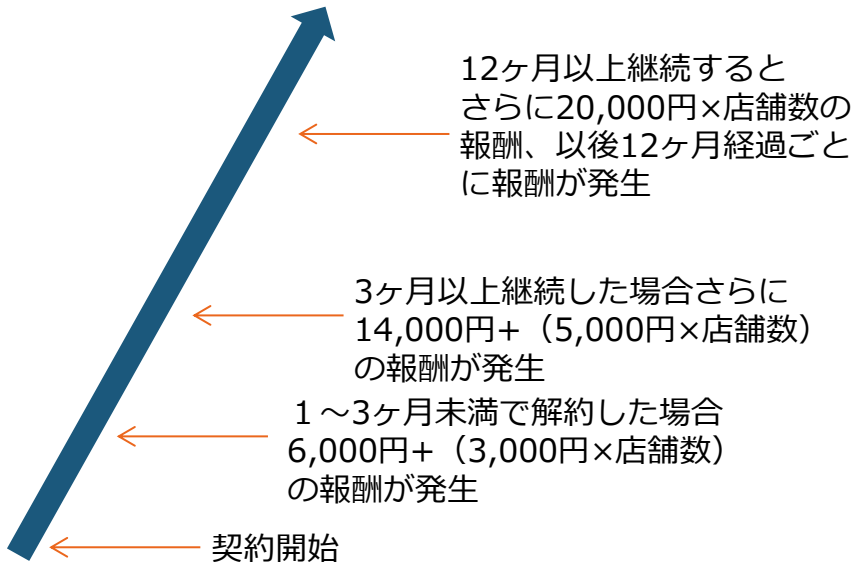 12ヶ月以上継続すると
さらに20,000円×店舗数の
報酬、以後12ヶ月経過ごと
に報酬が発生
3ヶ月以上継続した場合さらに
14,000円+（5,000円×店舗数）
の報酬が発生
１～3ヶ月未満で解約した場合
6,000円+（3,000円×店舗数）
の報酬が発生
契約開始